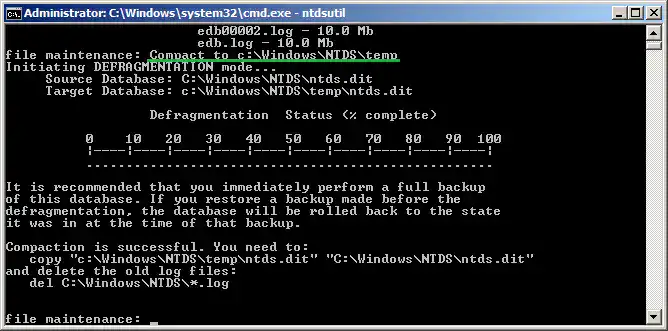 Administrator: C:\Windows\system32\cmd.exe - ntdsutil
edb00002.log - 10.0 Mb
edb.log - 10.0 Mb
file maintenance: Compact to c:\Windows\NTDS\temp
Initiating DEFRAGMENTATION mode...
Source Database: C:\Windows\NTDS\ntds.dit
Target Database: c:\Windows\NTDS\temp\ntds.dit
Defragmentation  Status (% complete)
0    10   20   30   40   50   60   70   80   90  100
|----|----|----|----|----|----|----|----|----|----|
...................................................
It is recommended that you immediately perform a full backup
of this database. If you restore a backup made before the
defragmentation, the database will be rolled back to the state
it was in at the time of that backup.
Compaction is successful. You need to:
copy "c:\Windows\NTDS\temp\ntds.dit" "C:\Windows\NTDS\ntds.dit"
and delete the old log files:
del C:\Windows\NTDS\*.log
file maintenance: _